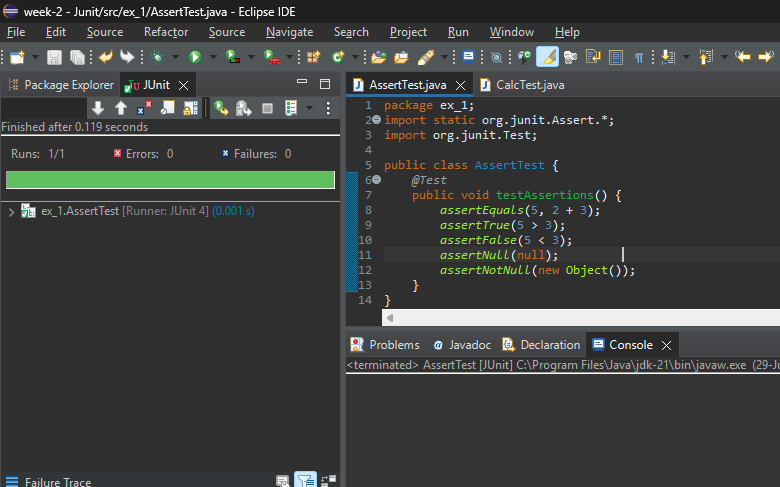 week-2 - Junit/src/ex_1/AssertTest.java - Eclipse IDE
File Edit Source Refactor Source Navigate Search Project Run Window Help
Package Explorer JUnit
Finished after 0.119 seconds
Runs: 1/1 Errors: 0 Failures: 0
ex_1.AssertTest [Runner: JUnit 4] (0.001 s)
Failure Trace
AssertTest.java CalcTest.java
1 package ex_1;
2 import static org.junit.Assert.*;
3 import org.junit.Test;
4
5 public class AssertTest {
6 @Test
7 public void testAssertions() {
8 assertEquals(5, 2 + 3);
9 assertTrue(5 > 3);
10 assertFalse(5 < 3);
11 assertNull(null);
12 assertNotNull(new Object());
13 }
14 }
Problems Javadoc Declaration Console
<terminated> AssertTest [JUnit] C:\Program Files\Java\jdk-21\bin\javaw.exe (29-Ju